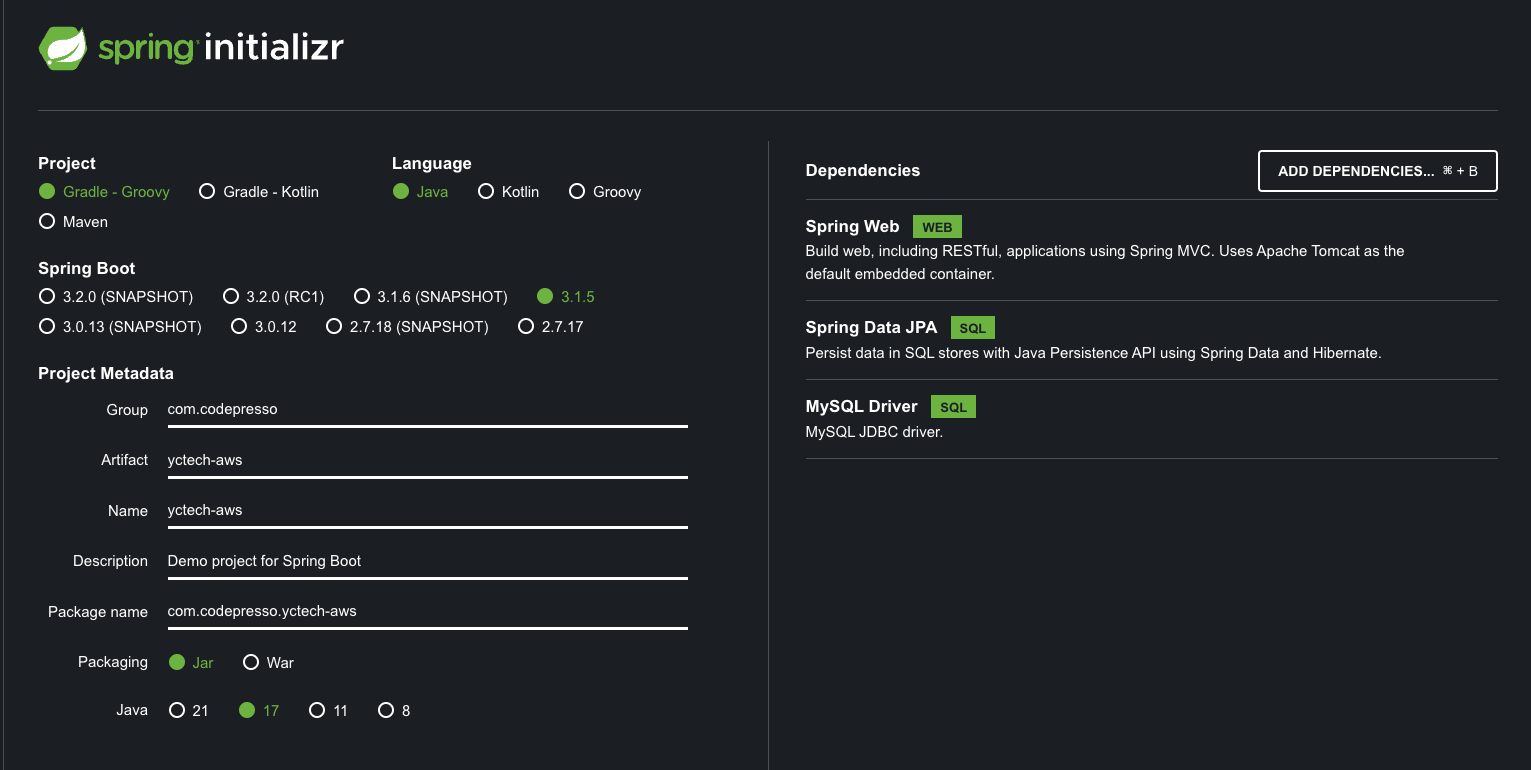 spring initializr
Project
Gradle - Groovy Gradle - Kotlin
Maven
Language
Java Kotlin Groovy
Spring Boot
3.2.0 (SNAPSHOT) 3.2.0 (RC1) 3.1.6 (SNAPSHOT) 3.1.5
3.0.13 (SNAPSHOT) 3.0.12 2.7.18 (SNAPSHOT) 2.7.17
Project Metadata
Group com.codepresso
Artifact yctech-aws
Name yctech-aws
Description Demo project for Spring Boot
Package name com.codepresso.yctech-aws
Packaging Jar War
Java 21 17 11 8
Dependencies
ADD DEPENDENCIES... ⌘ + B
Spring Web WEB
Build web, including RESTful, applications using Spring MVC. Uses Apache Tomcat as the
default embedded container.
Spring Data JPA SQL
Persist data in SQL stores with Java Persistence API using Spring Data and Hibernate.
MySQL Driver SQL
MySQL JDBC driver.